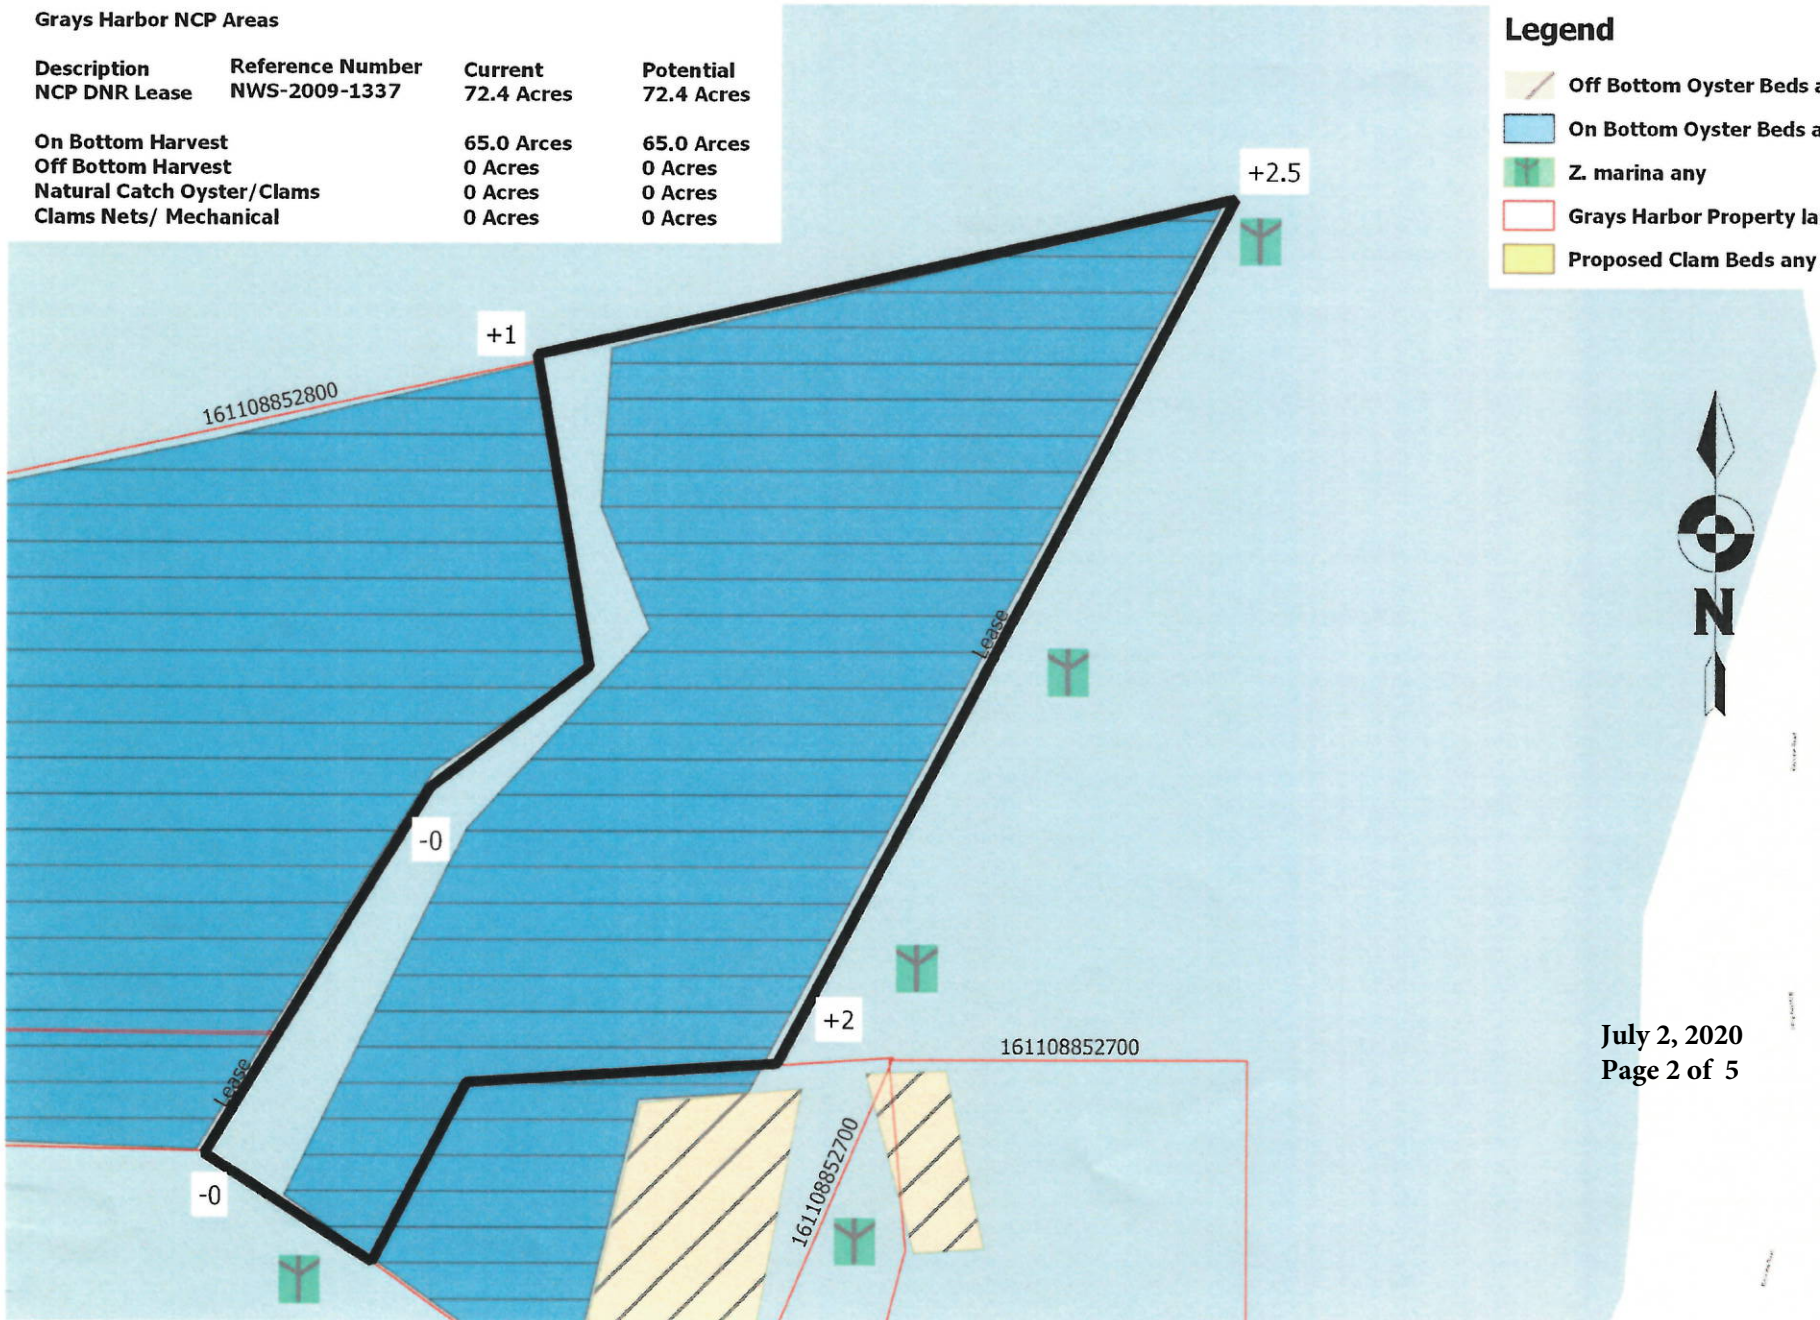 Grays Harbor NCP Areas
Description Reference Number Current Potential
NCP DNR Lease NWS-2009-1337 72.4 Acres 72.4 Acres
On Bottom Harvest 65.0 Arces 65.0 Arces
Off Bottom Harvest 0 Acres 0 Acres
Natural Catch Oyster/Clams 0 Acres 0 Acres
Clams Nets/ Mechanical 0 Acres 0 Acres
Legend
Off Bottom Oyster Beds a
On Bottom Oyster Beds a
Z. marina any
Grays Harbor Property la
Proposed Clam Beds any
+2.5
+1
161108852800
Lease
N
-0
+2
161108852700
July 2, 2020
Page 2 of 5
Lease
161108852700
-0